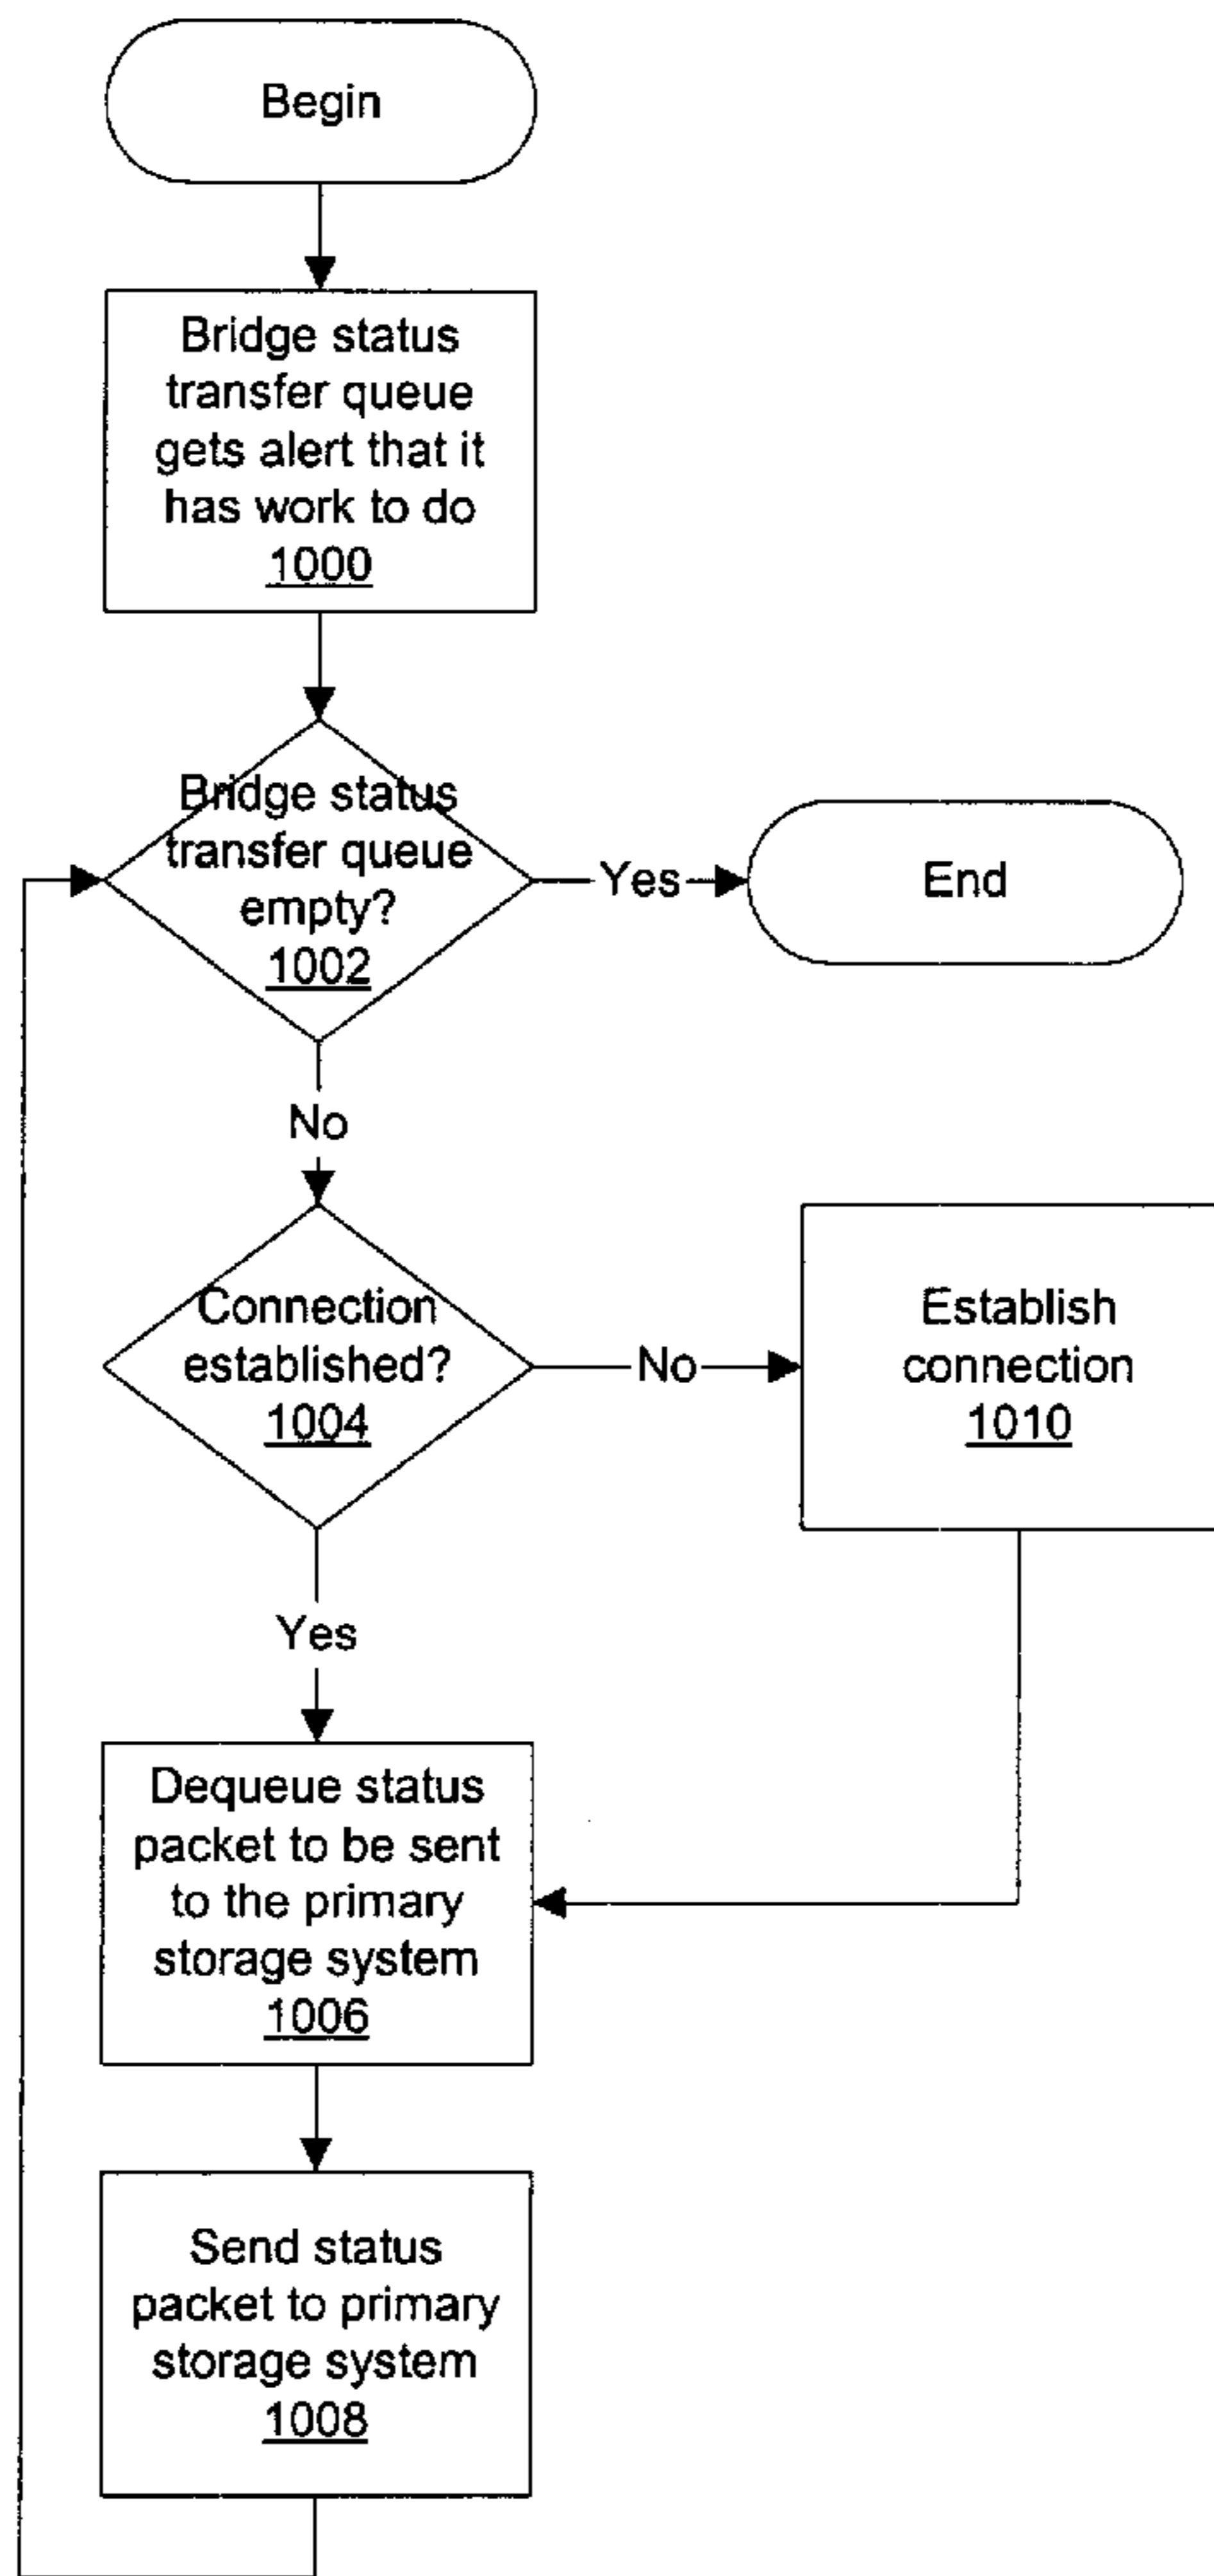 Begin
Bridge status
transfer queue
gets alert that it
has work to do
1000
Bridge status
transfer queue
empty?
1002
Yes
End
No
Connection
established?
1004
No
Establish
connection
1010
Yes
Dequeue status
packet to be sent
to the primary
storage system
1006
Send status
packet to primary
storage system
1008